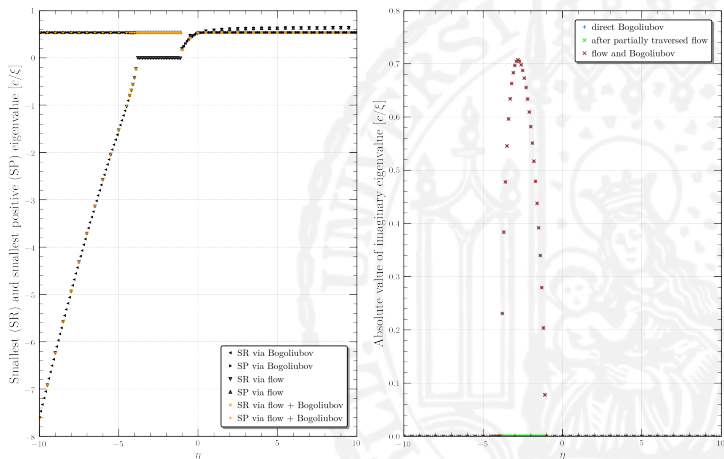 Smallest (SR) and smallest positive (SP) eigenvalue [c/ξ]
1
0
−1
−2
−3
−4
−5
−6
−7
−8
−10
−5
0
5
10
η
SR via Bogoliubov
SP via Bogoliubov
SR via flow
SP via flow
SR via flow + Bogoliubov
SP via flow + Bogoliubov
Absolute value of imaginary eigenvalue [c/ξ]
0.8
0.7
0.6
0.5
0.4
0.3
0.2
0.1
0.0
−10
−5
0
5
10
η
direct Bogoliubov
after partially traversed flow
flow and Bogoliubov